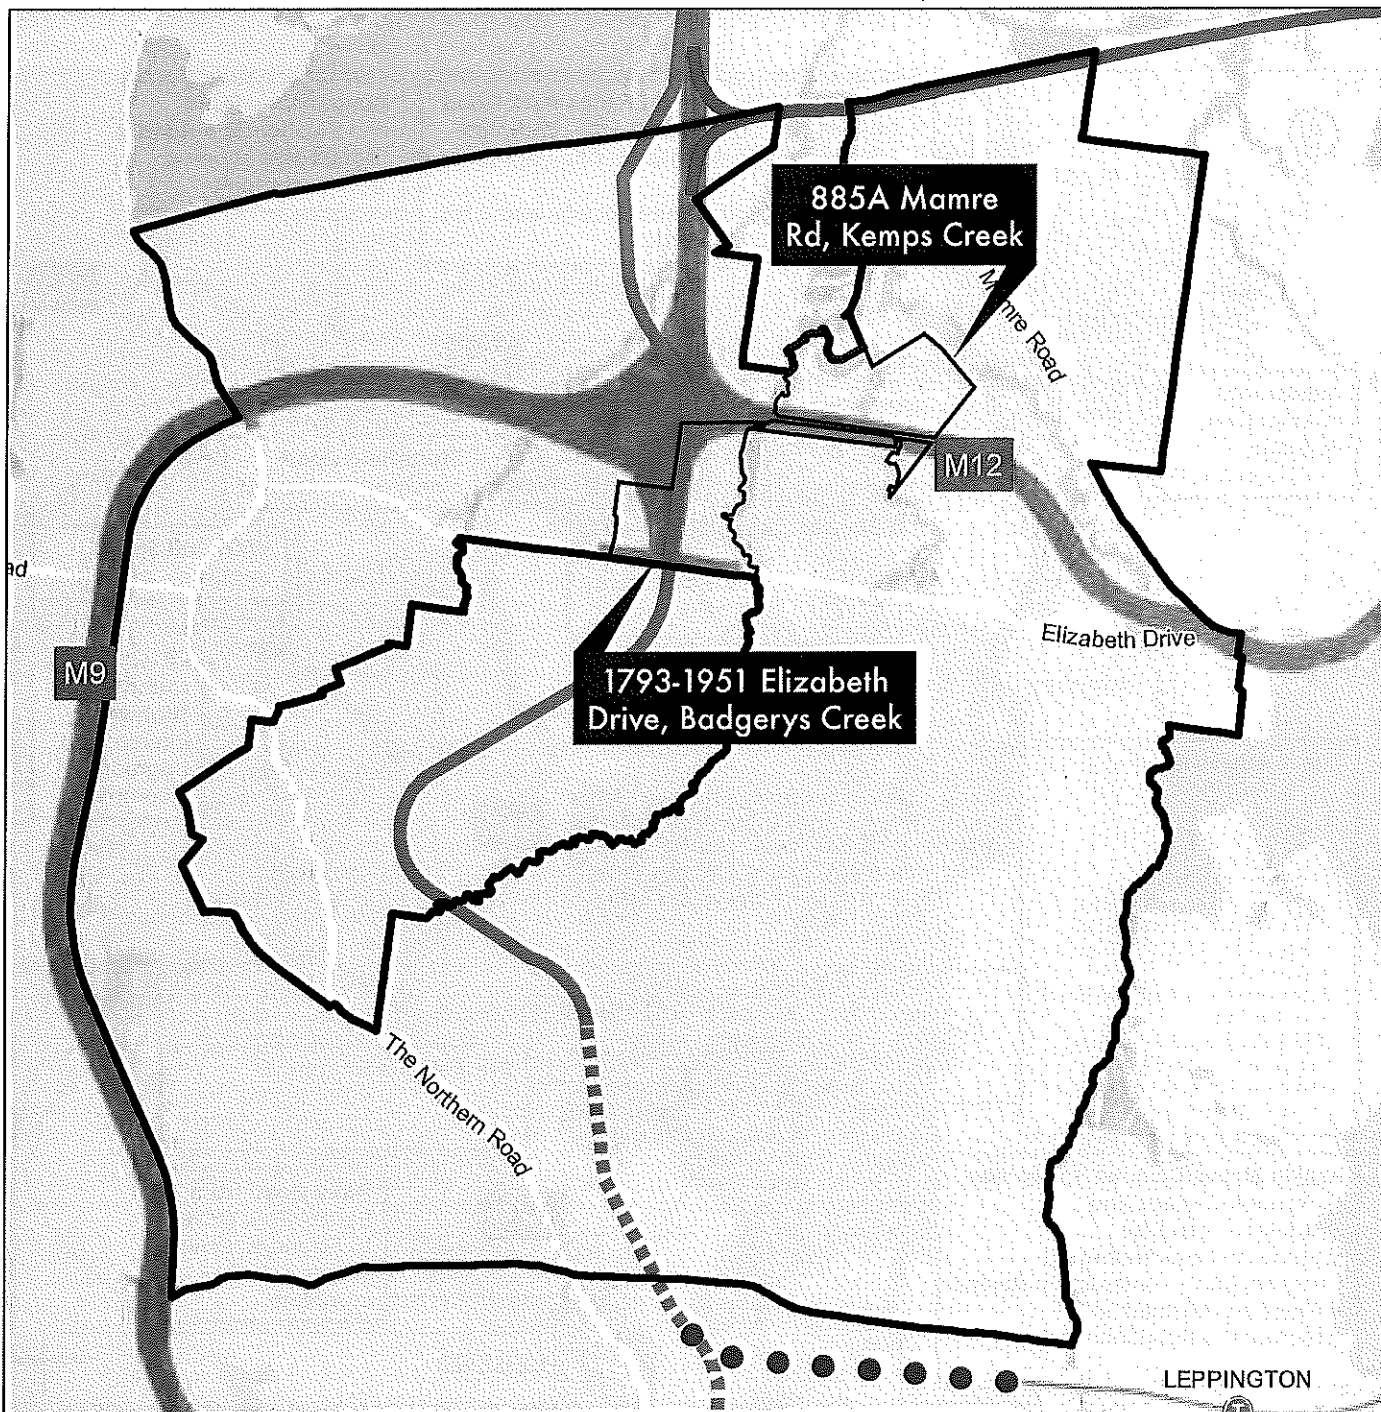 885A Mamre
Rd, Kemps Creek
Mamre Road
M12
ad
Elizabeth Drive
M9
1793-1951 Elizabeth
Drive, Badgerys Creek
The Northern Road
LEPPINGTON